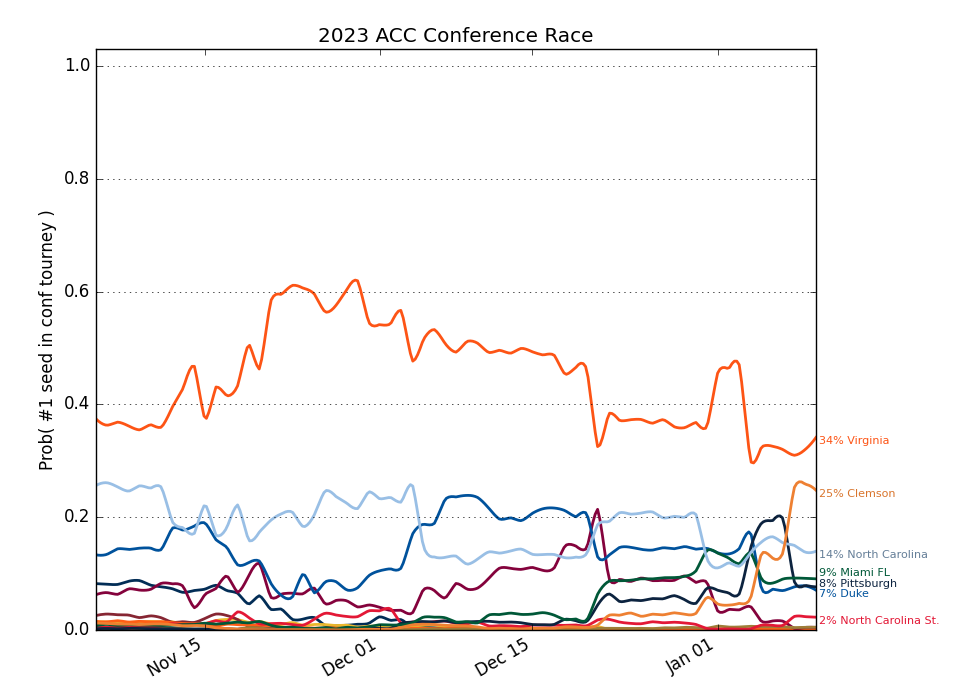 2023 ACC Conference Race
Prob( #1 seed in conf tourney )
1.0
0.8
0.6
0.4
0.2
0.0
Nov 15
Dec 01
Dec 15
Jan 01
34% Virginia
25% Clemson
14% North Carolina
9% Miami FL
8% Pittsburgh
7% Duke
2% North Carolina St.